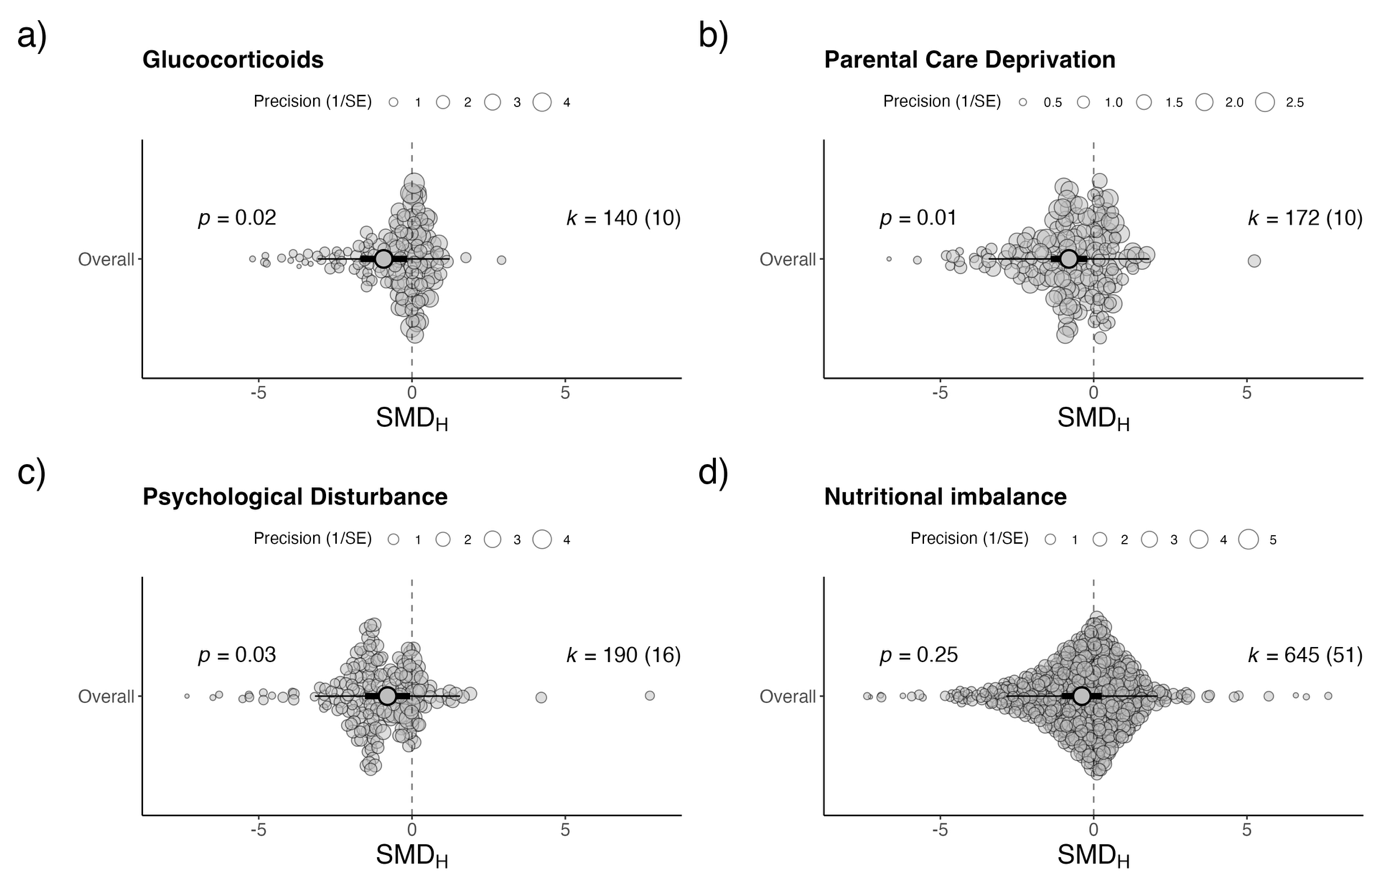 a)
Glucocorticoids
Precision (1/SE) 1 2 3 4
p = 0.02
k = 140 (10)
Overall
-5 0 5
SMDH
b)
Parental Care Deprivation
Precision (1/SE) 0.5 1.0 1.5 2.0 2.5
p = 0.01
k = 172 (10)
Overall
-5 0 5
SMDH
c)
Psychological Disturbance
Precision (1/SE) 1 2 3 4
p = 0.03
k = 190 (16)
Overall
-5 0 5
SMDH
d)
Nutritional imbalance
Precision (1/SE) 1 2 3 4 5
p = 0.25
k = 645 (51)
Overall
-5 0 5
SMDH